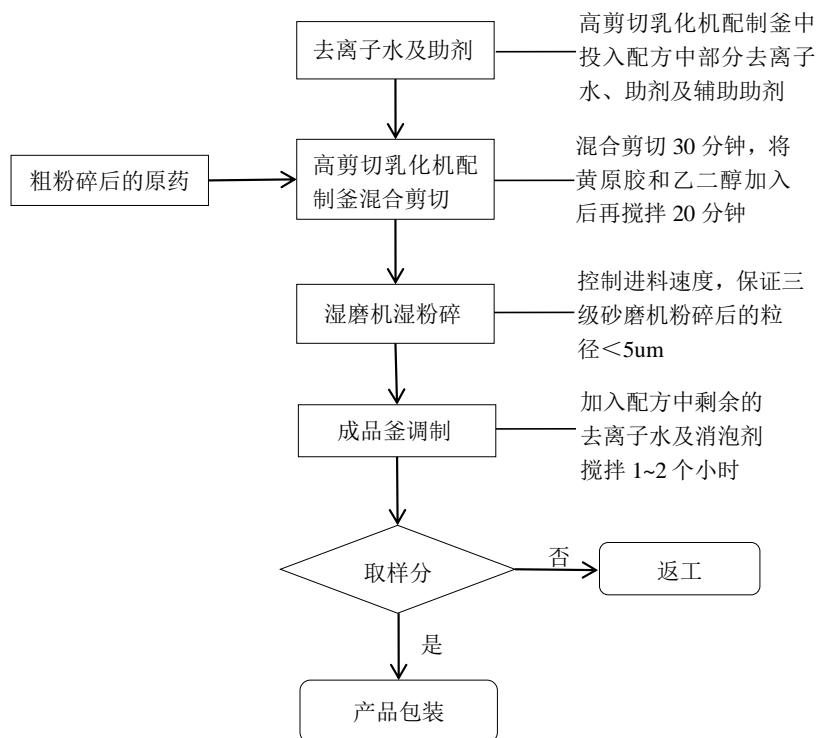 去离子水及助剂
高剪切乳化机配制釜中
投入配方中部分去离子
水、助剂及辅助助剂
粗粉碎后的原药
高剪切乳化机配
制釜混合剪切
混合剪切 30 分钟，将
黄原胶和乙二醇加入
后再搅拌 20 分钟
湿磨机湿粉碎
控制进料速度，保证三
级砂磨机粉碎后的粒
径＜5um
成品釜调制
加入配方中剩余的
去离子水及消泡剂
搅拌 1~2 个小时
取样分
否
返工
是
产品包装